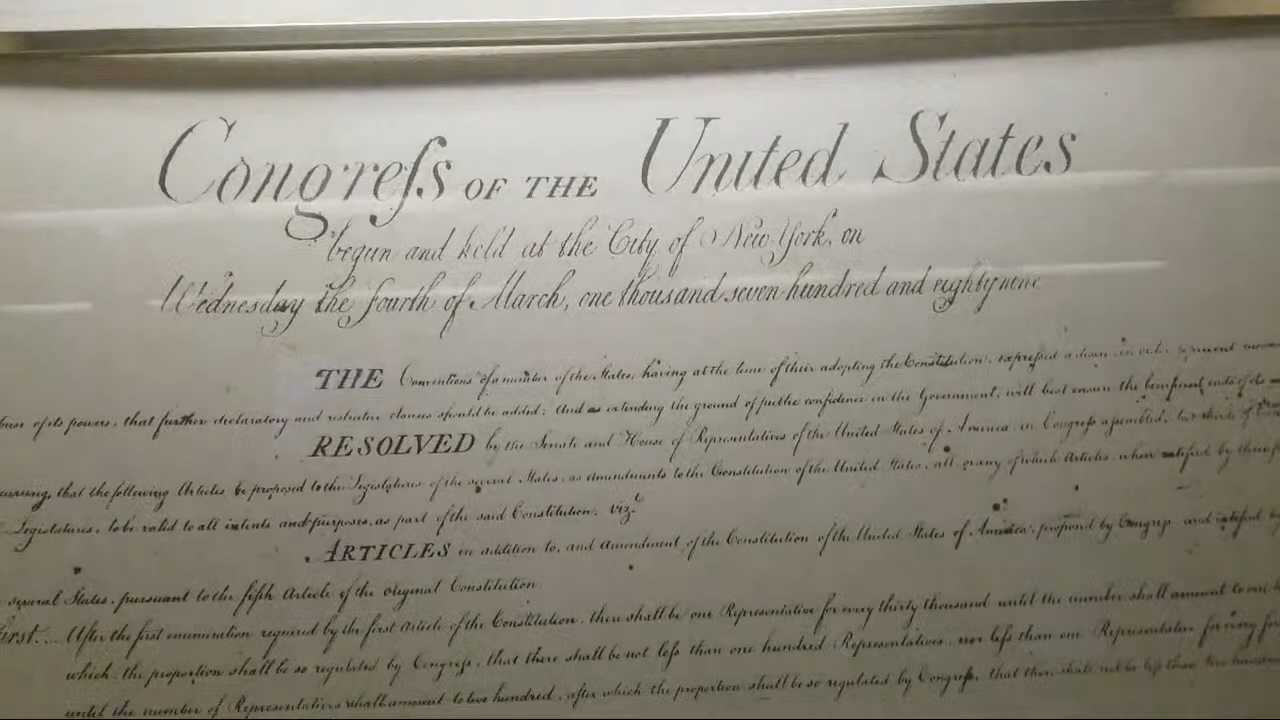 Congreſs OF THE United States
begun and held at the City of New York, on
Wednesday the fourth of March, one thousand seven hundred and eighty nine
THE Conventions of a number of the States, having at the time of their adopting the Constitution, expreſsed a desire in order to prevent
of its powers, that further declaratory and restrictive clauses should be added: And as extending the ground of public confidence in the Government, will best ensure the beneficent ends of its
RESOLVED by the Senate and House of Representatives of the United States of America, in Congreſs aſsembled, two thirds of
that the following Articles be proposed to the Legislatures of the several States, as amendments to the Constitution of the United States, all, or any of which Articles, when ratified by three
Legislatures, to be valid to all intents and purposes, as part of the said Constitution. viz.
ARTICLES in addition to, and Amendment of the Constitution of the United States of America, proposed by Congreſs, and ratified
several States, pursuant to the fifth Article of the original Constitution
After the first enumeration required by the first Article of the Constitution, there shall be one Representative for every thirty thousand until the number shall amount to one
which, the proportion shall be so regulated by Congreſs, that there shall be not leſs than one hundred Representatives, nor leſs than one Representative for every
until the number of Representatives shall amount to two hundred, after which the proportion shall be so regulated by Congreſs, that there shall not be leſs than two